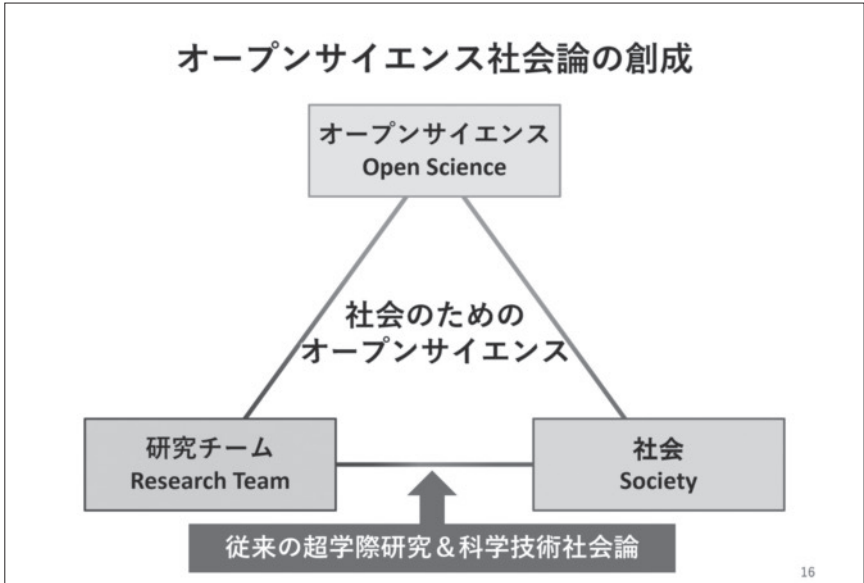 オープンサイエンス社会論の創成
オープンサイエンス
Open Science
社会のための
オープンサイエンス
研究チーム
Research Team
社会
Society
従来の超学際研究&科学技術社会論
16